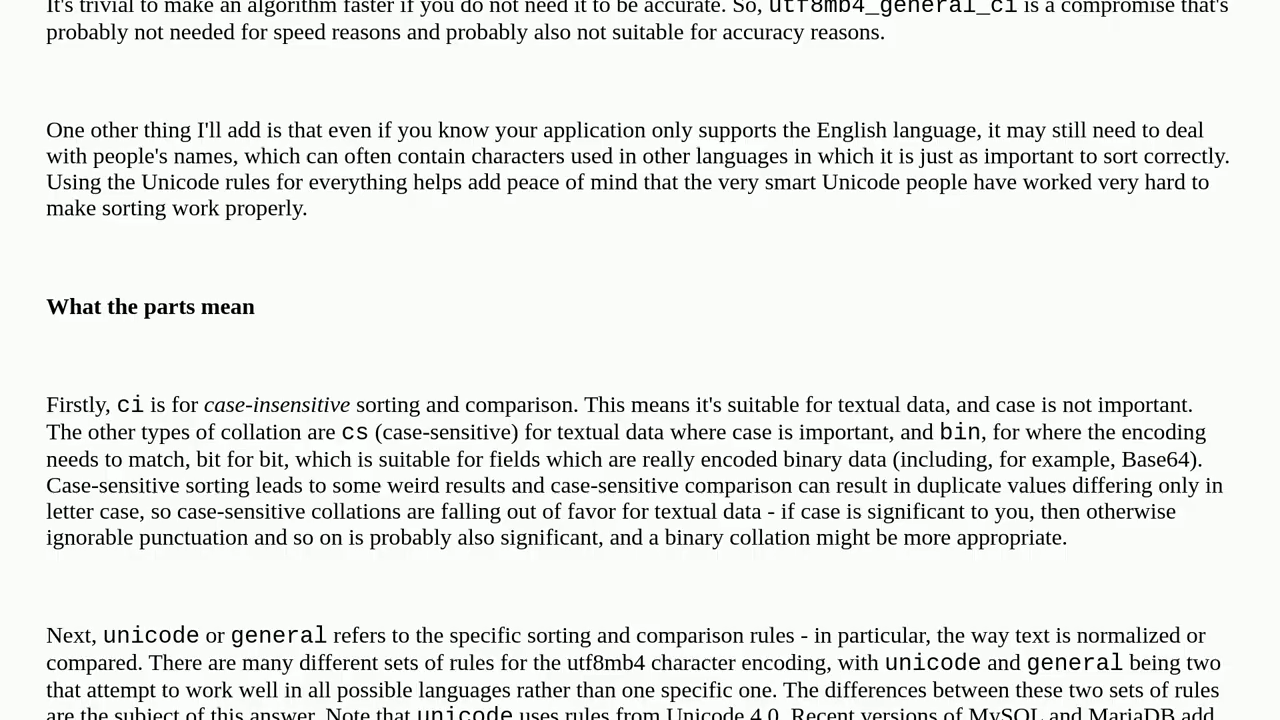 It's trivial to make an algorithm faster if you do not need it to be accurate. So, utf8mb4_general_ci is a compromise that's
probably not needed for speed reasons and probably also not suitable for accuracy reasons.
One other thing I'll add is that even if you know your application only supports the English language, it may still need to deal
with people's names, which can often contain characters used in other languages in which it is just as important to sort correctly.
Using the Unicode rules for everything helps add peace of mind that the very smart Unicode people have worked very hard to
make sorting work properly.
What the parts mean
Firstly, ci is for case-insensitive sorting and comparison. This means it's suitable for textual data, and case is not important.
The other types of collation are cs (case-sensitive) for textual data where case is important, and bin, for where the encoding
needs to match, bit for bit, which is suitable for fields which are really encoded binary data (including, for example, Base64).
Case-sensitive sorting leads to some weird results and case-sensitive comparison can result in duplicate values differing only in
letter case, so case-sensitive collations are falling out of favor for textual data - if case is significant to you, then otherwise
ignorable punctuation and so on is probably also significant, and a binary collation might be more appropriate.
Next, unicode or general refers to the specific sorting and comparison rules - in particular, the way text is normalized or
compared. There are many different sets of rules for the utf8mb4 character encoding, with unicode and general being two
that attempt to work well in all possible languages rather than one specific one. The differences between these two sets of rules
are the subject of this answer. Note that unicode uses rules from Unicode 4.0. Recent versions of MySQL and MariaDB add